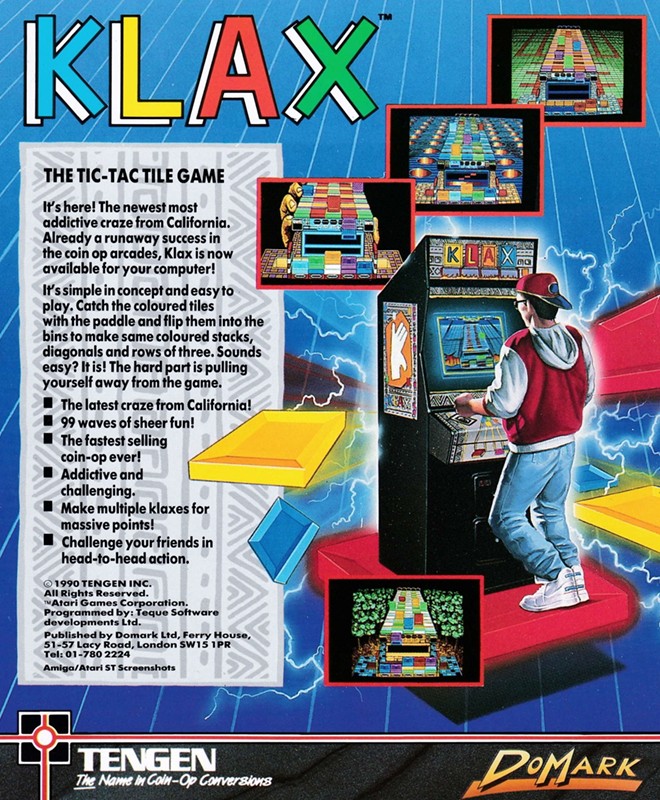 KLAX™
THE TIC-TAC TILE GAME
It's here! The newest most
addictive craze from California.
Already a runaway success in
the coin op arcades, Klax is now
available for your computer!
It's simple in concept and easy to
play. Catch the coloured tiles
with the paddle and flip them into the
bins to make same coloured stacks,
diagonals and rows of three. Sounds
easy? It is! The hard part is pulling
yourself away from the game.
■ The latest craze from California!
■ 99 waves of sheer fun!
■ The fastest selling
coin-op ever!
■ Addictive and
challenging.
■ Make multiple klaxes for
massive points!
■ Challenge your friends in
head-to-head action.
© 1990 TENGEN INC.
All Rights Reserved.
™Atari Games Corporation.
Programmed by: Teque Software
developments Ltd.
Published by Domark Ltd, Ferry House,
51-57 Lacy Road, London SW15 1PR
Tel: 01-780 2224
Amiga/Atari ST Screenshots
KLAX
TENGEN
The Name in Coin-Op Conversions
DOMARK